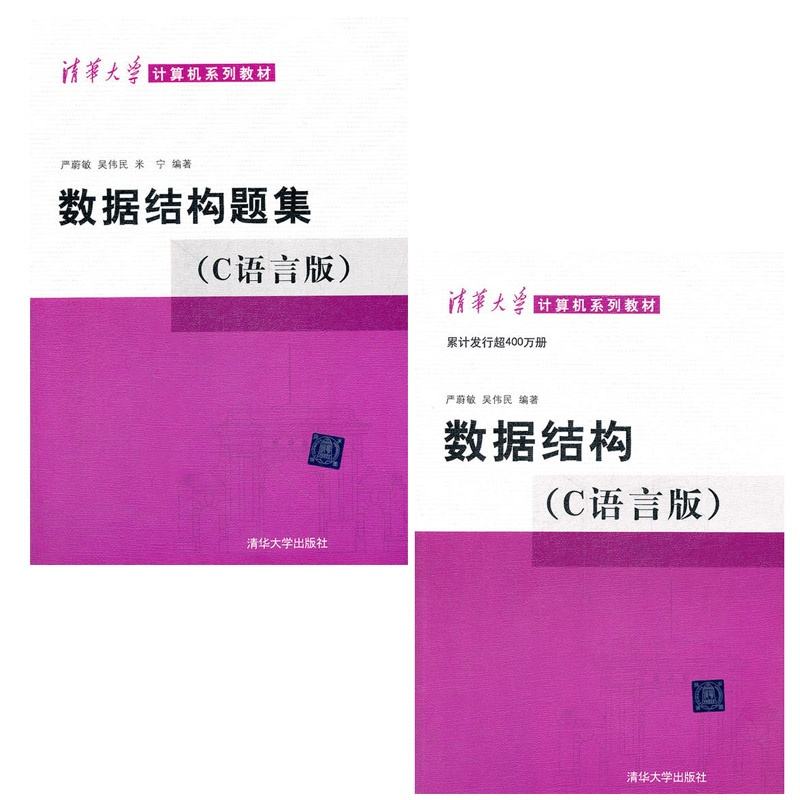 清华大学 计算机系列教材
严蔚敏 吴伟民 米 宁 编著
数据结构题集
（C语言版）
清华大学出版社
清华大学 计算机系列教材
累计发行超400万册
严蔚敏 吴伟民 编著
数据结构
（C语言版）
清华大学出版社